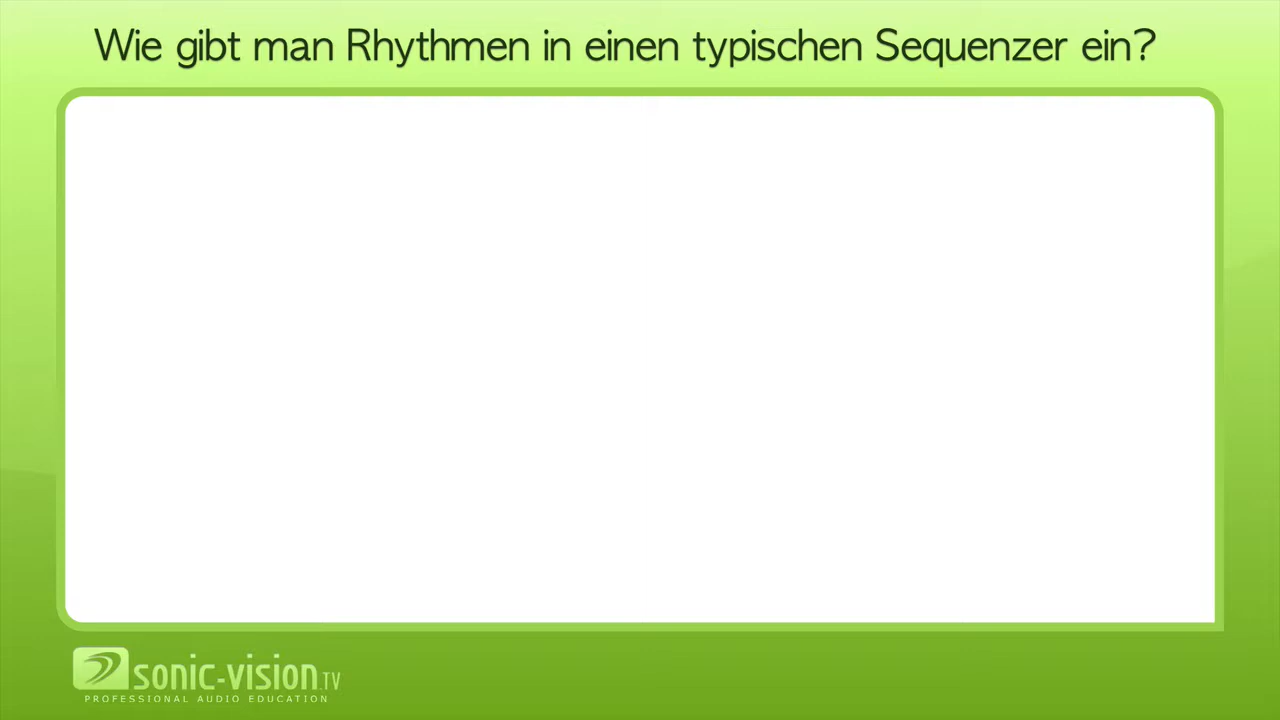 Wie gibt man Rhythmen in einen typischen Sequenzer ein?
sonic-vision.TV
PROFESSIONAL AUDIO EDUCATION